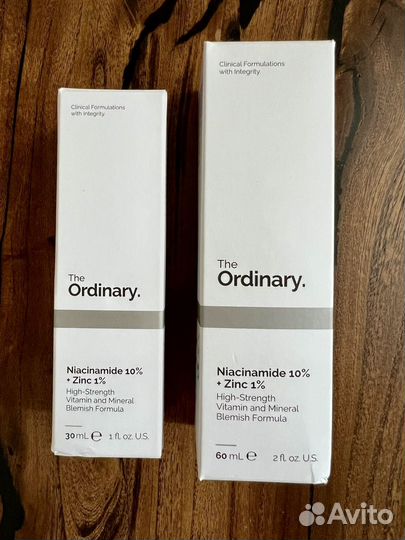 Clinical Formulations
with Integrity.
The
Ordinary.
Niacinamide 10%
+ Zinc 1%
High-Strength
Vitamin and Mineral
Blemish Formula
30 mL ℮ 1 fl. oz. U.S.
Clinical Formulations
with Integrity.
The
Ordinary.
Niacinamide 10%
+ Zinc 1%
High-Strength
Vitamin and Mineral
Blemish Formula
60 mL ℮ 2 fl. oz. U.S.
Avito